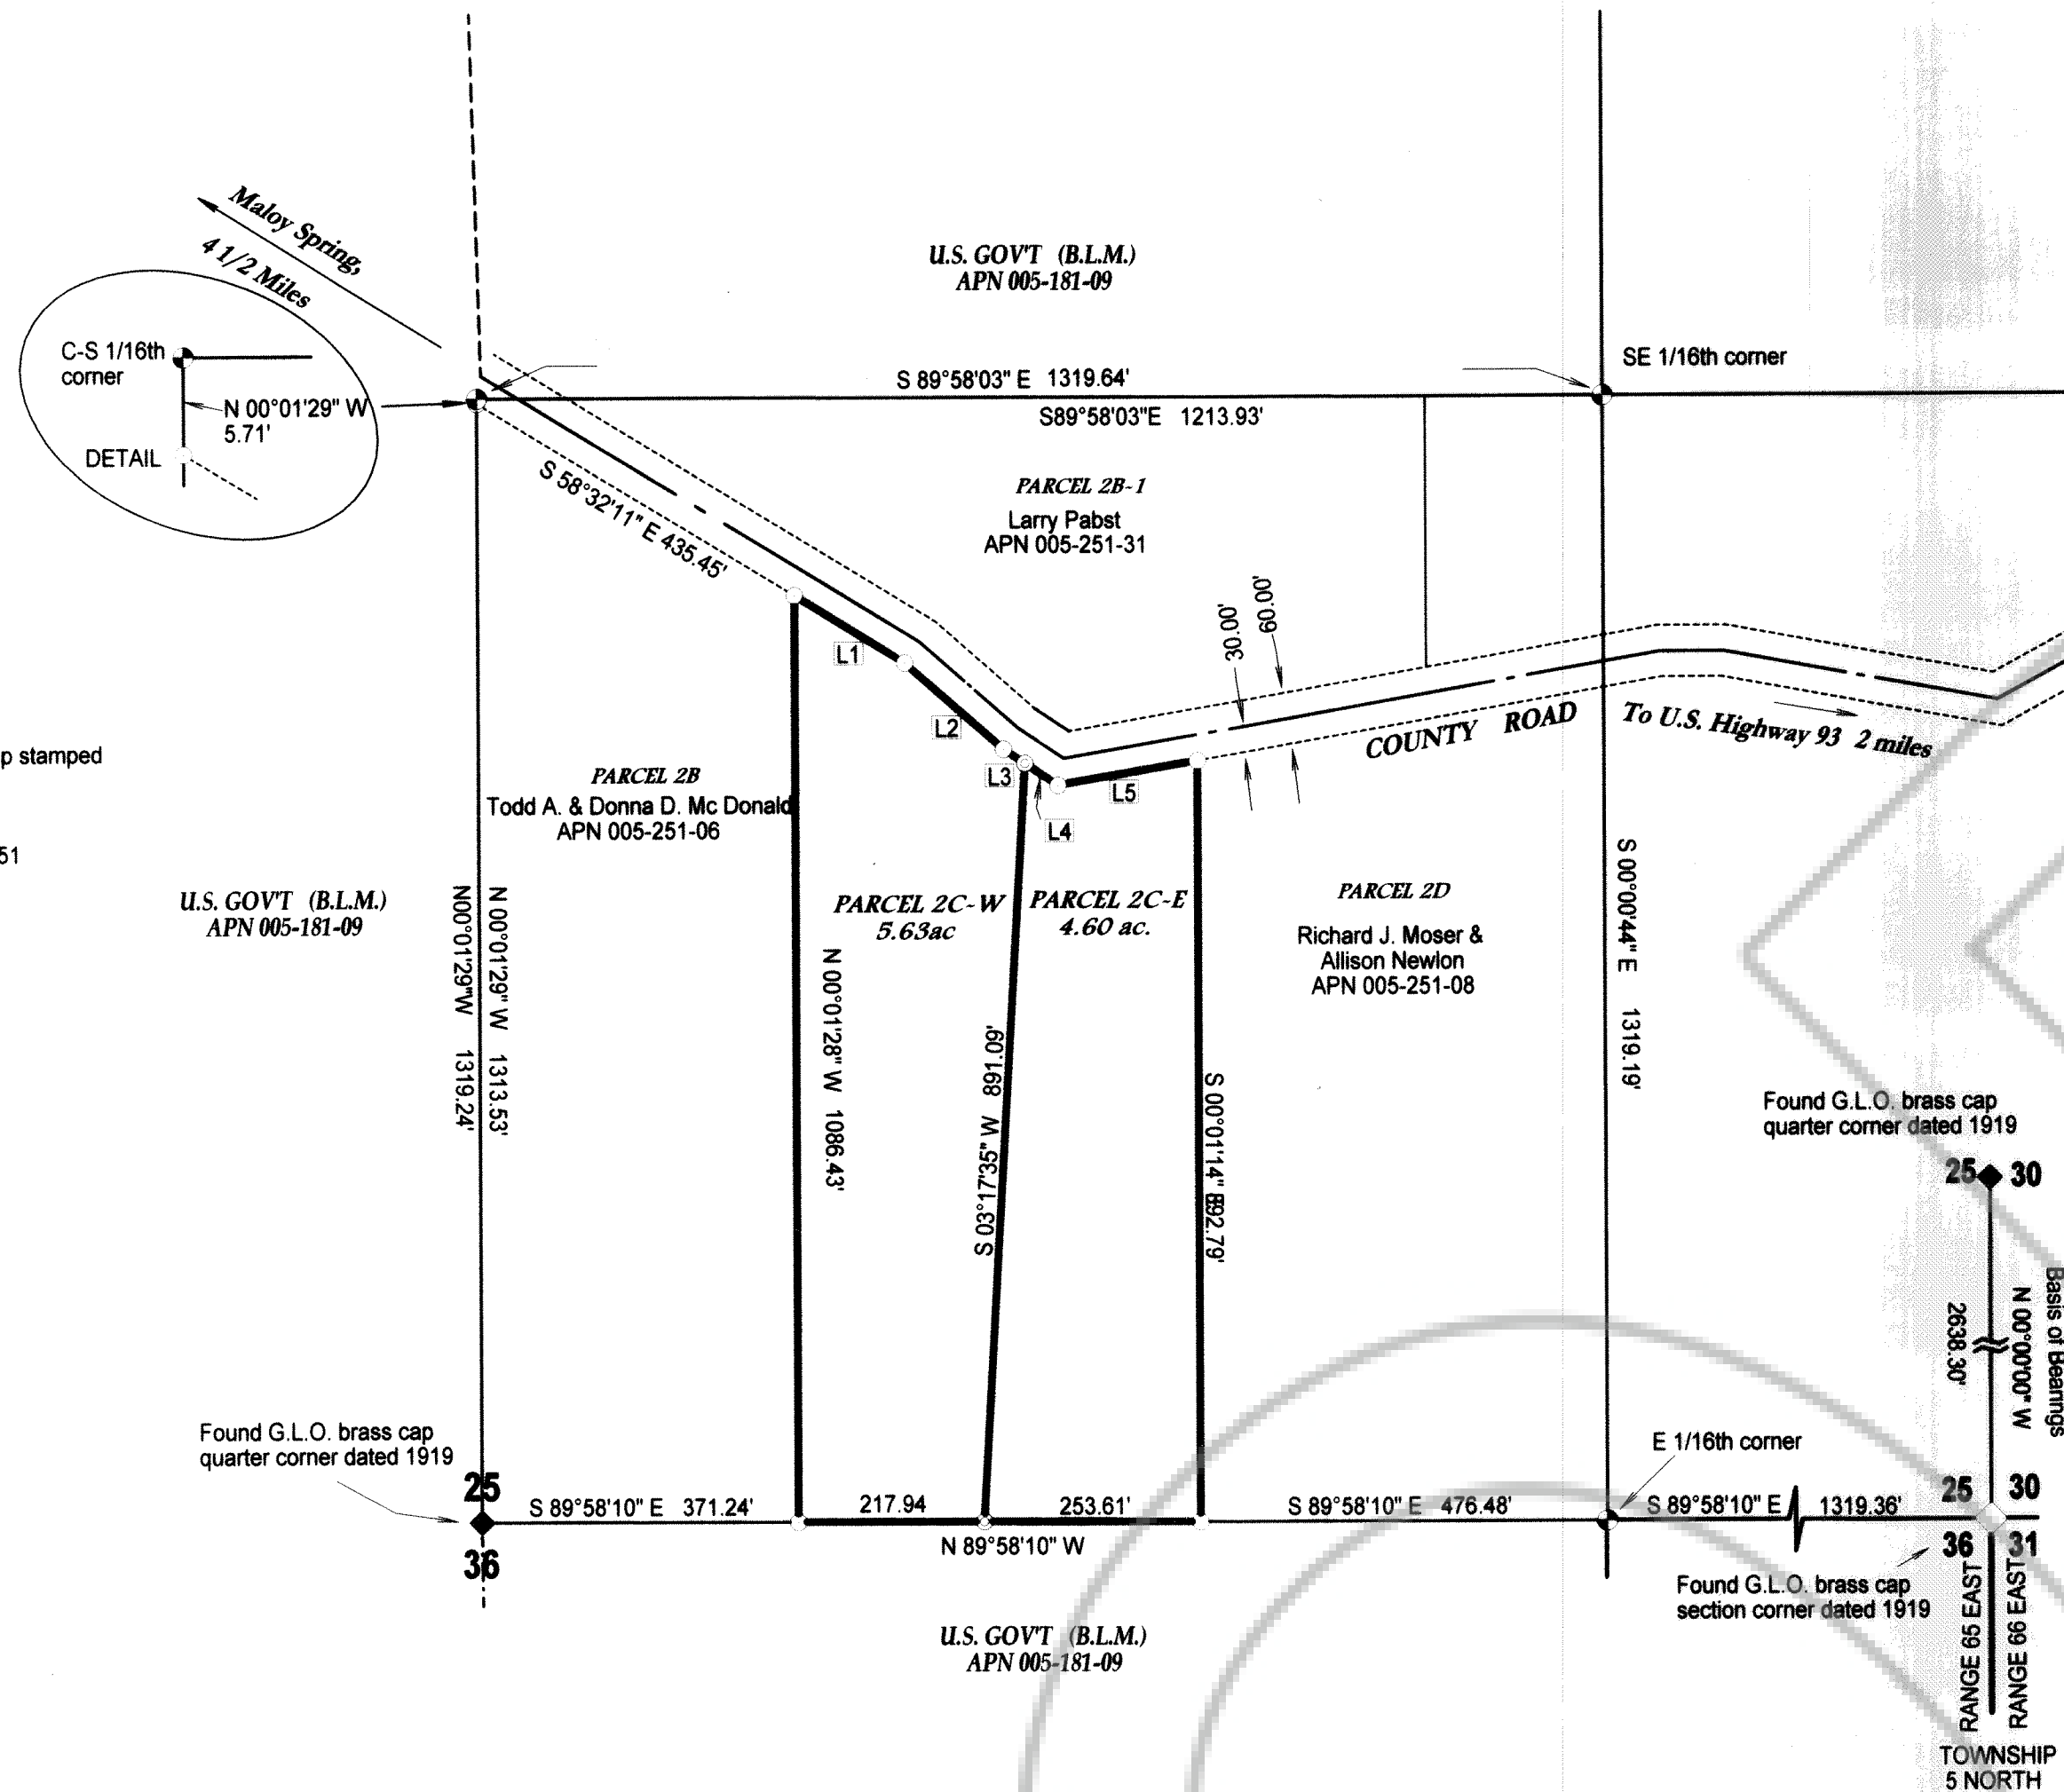 Maloy Spring,
4 1/2 Miles
C-S 1/16th
corner
N 00°01'29" W
5.71'
DETAIL
U.S. GOV'T (B.L.M.)
APN 005-181-09
S 89°58'03" E 1319.64'
S89°58'03"E 1213.93'
SE 1/16th corner
S 58°32'11" E 435.45'
PARCEL 2B-1
Larry Pabst
APN 005-251-31
30.00'
60.00'
L1
L2
L3
L4
L5
COUNTY ROAD
To U.S. Highway 93 2 miles
p stamped
51
PARCEL 2B
Todd A. & Donna D. Mc Donald
APN 005-251-06
U.S. GOV'T (B.L.M.)
APN 005-181-09
N00°01'29"W 1319.24'
N 00°01'29" W 1313.53'
PARCEL 2C-W
5.63ac
PARCEL 2C-E
4.60 ac.
PARCEL 2D
Richard J. Moser &
Allison Newlon
APN 005-251-08
N 00°01'28" W 1086.43'
S 03°17'35" W 891.09'
S 00°01'14" E 892.79'
S 00°00'44" E 1319.19'
Found G.L.O. brass cap
quarter corner dated 1919
25 30
2638.30'
N 00°00'00" W
Basis of Bearings
Found G.L.O. brass cap
quarter corner dated 1919
25
36
S 89°58'10" E 371.24'
217.94
253.61'
N 89°58'10" W
S 89°58'10" E 476.48'
E 1/16th corner
S 89°58'10" E 1319.36'
25 30
36 31
Found G.L.O. brass cap
section corner dated 1919
RANGE 65 EAST
RANGE 66 EAST
TOWNSHIP
5 NORTH
U.S. GOV'T (B.L.M.)
APN 005-181-09